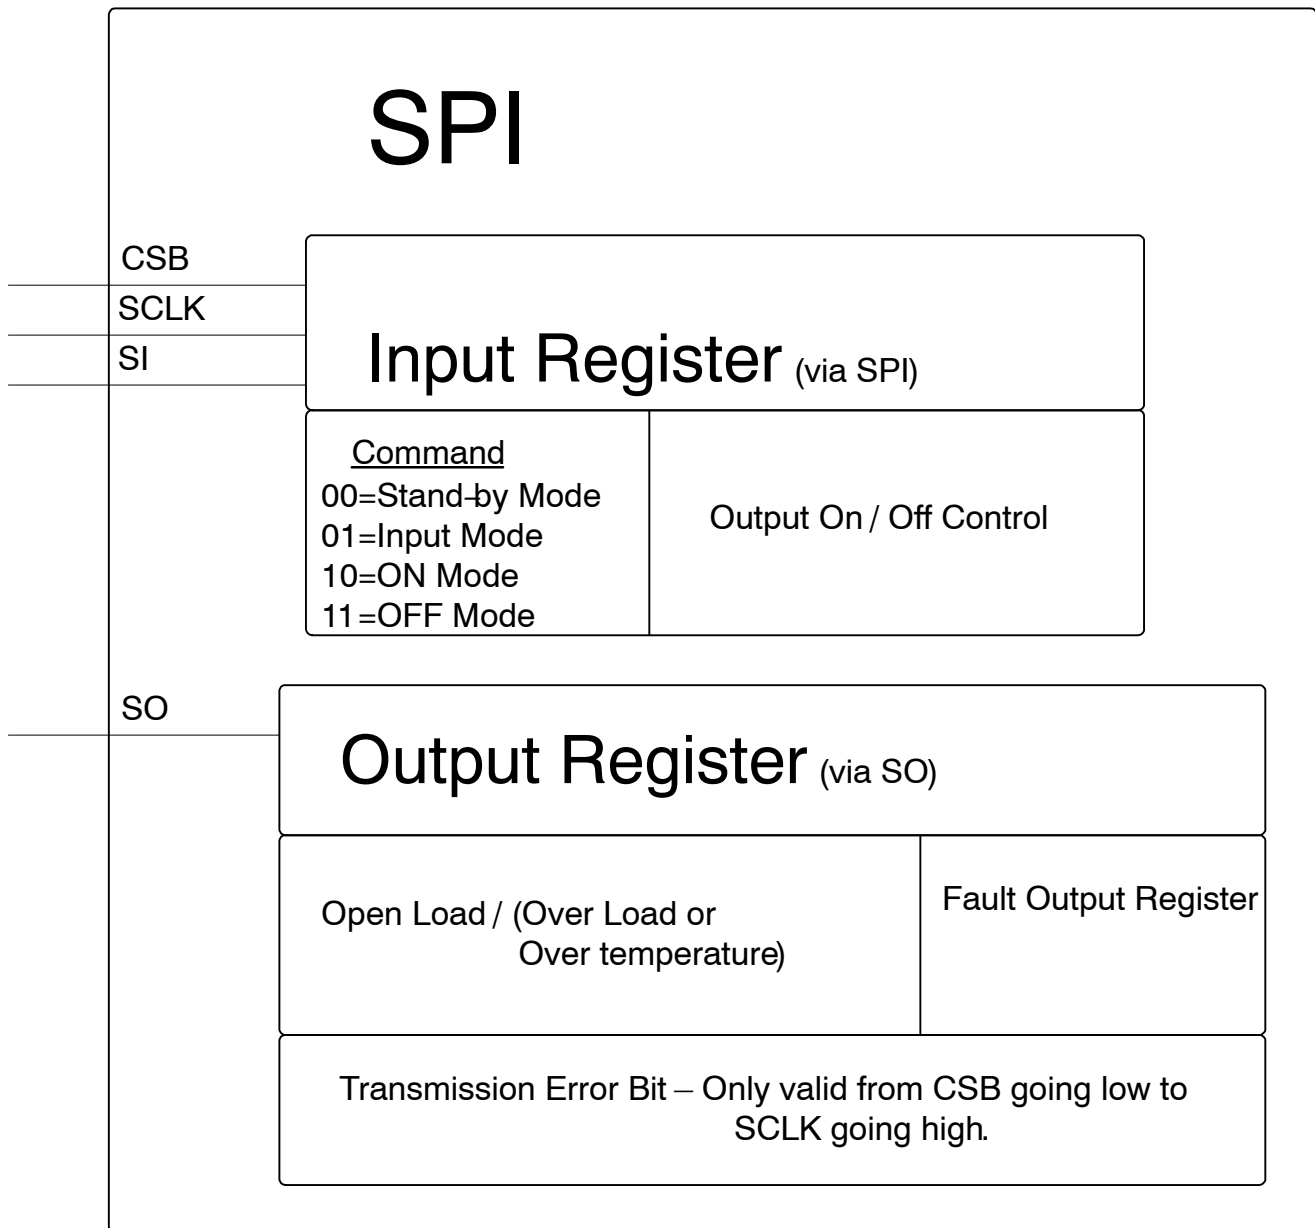 SPI
CSB
SCLK
SI
Input Register (via SPI)
Command
00=Stand-by Mode
01=Input Mode
10=ON Mode
11=OFF Mode
Output On / Off Control
SO
Output Register (via SO)
Open Load / (Over Load or
Over temperature)
Fault Output Register
Transmission Error Bit – Only valid from CSB going low to
SCLK going high.